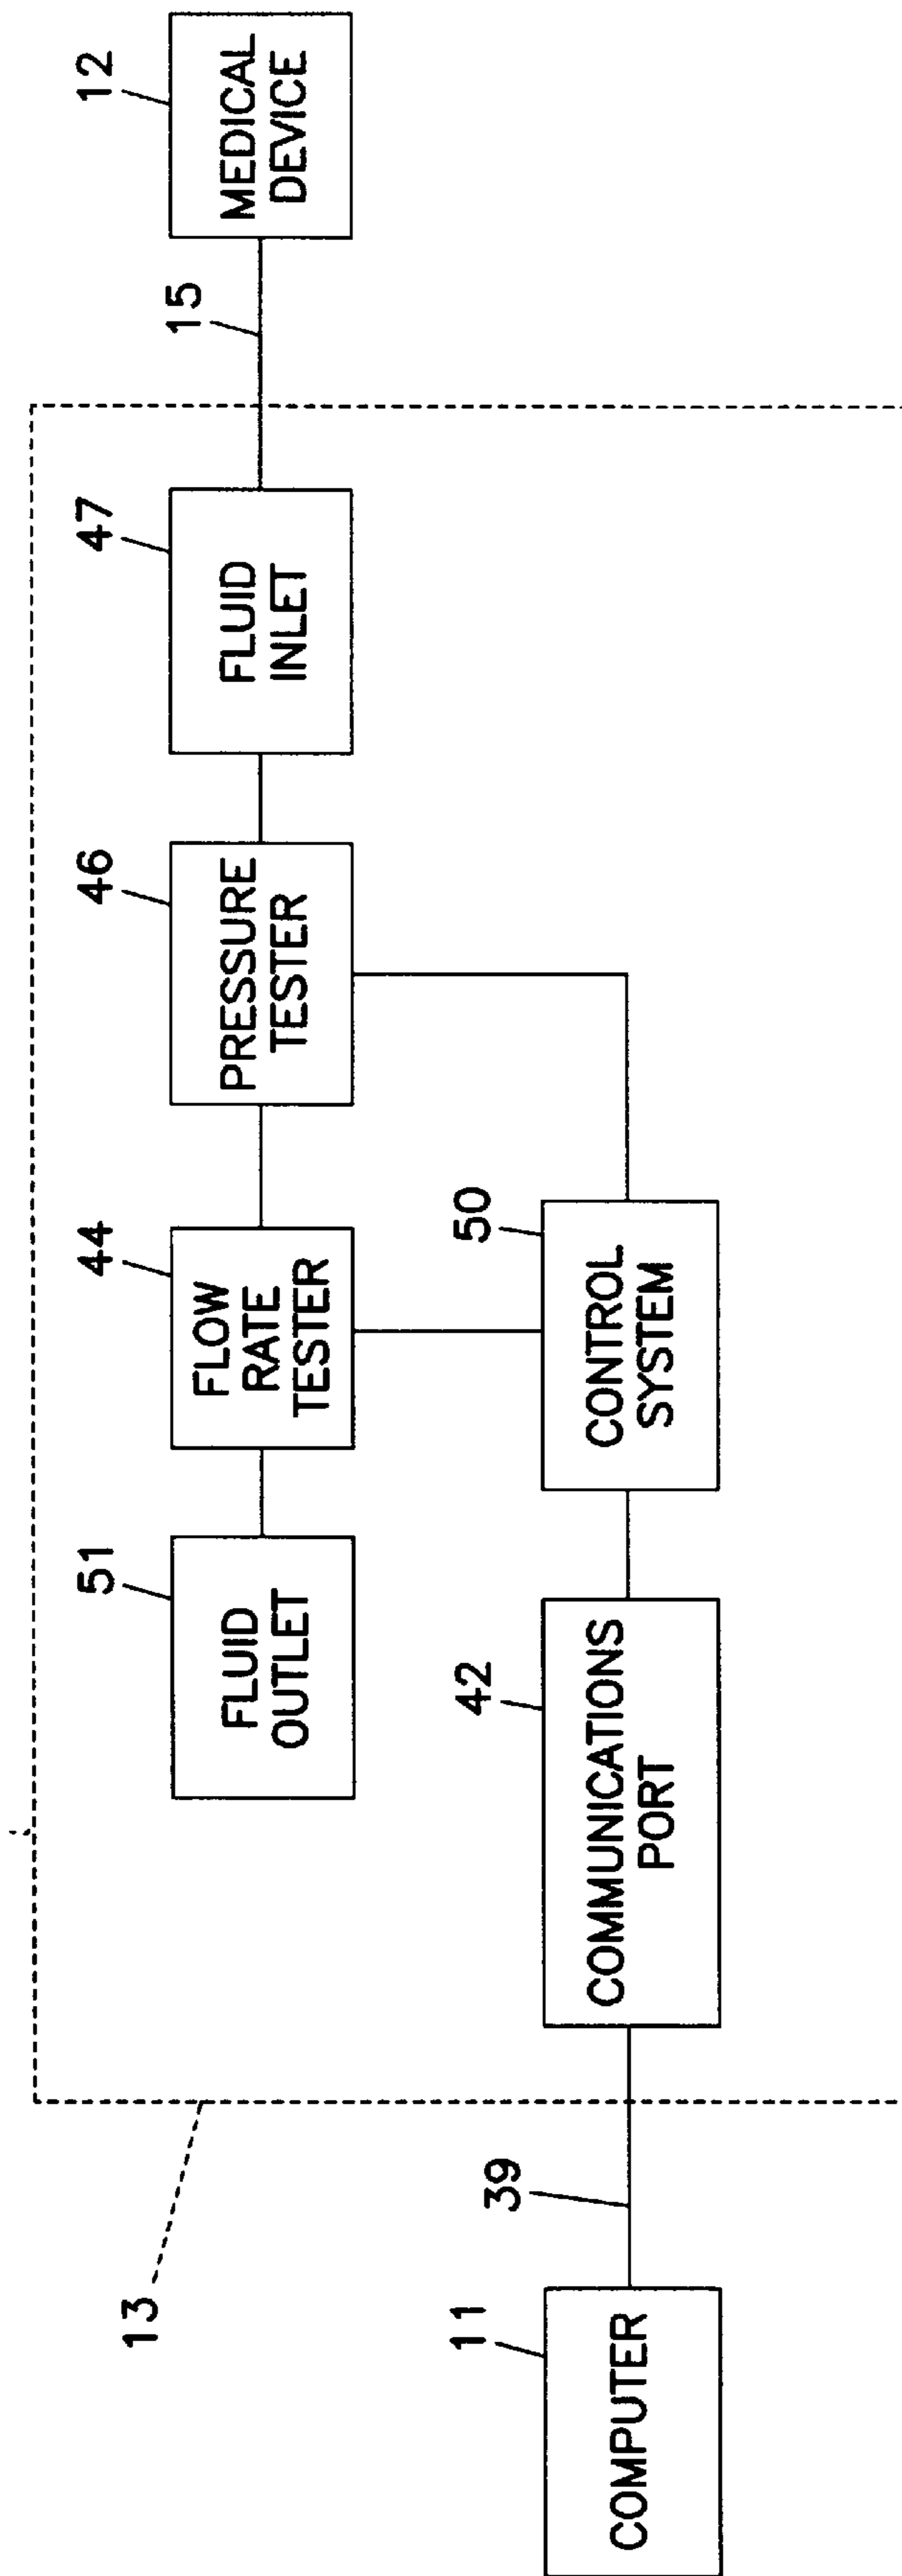 13
51
FLUID
OUTLET
44
FLOW
RATE
TESTER
46
PRESSURE
TESTER
47
FLUID
INLET
15
12
MEDICAL
DEVICE
11
COMPUTER
39
42
COMMUNICATIONS
PORT
50
CONTROL
SYSTEM